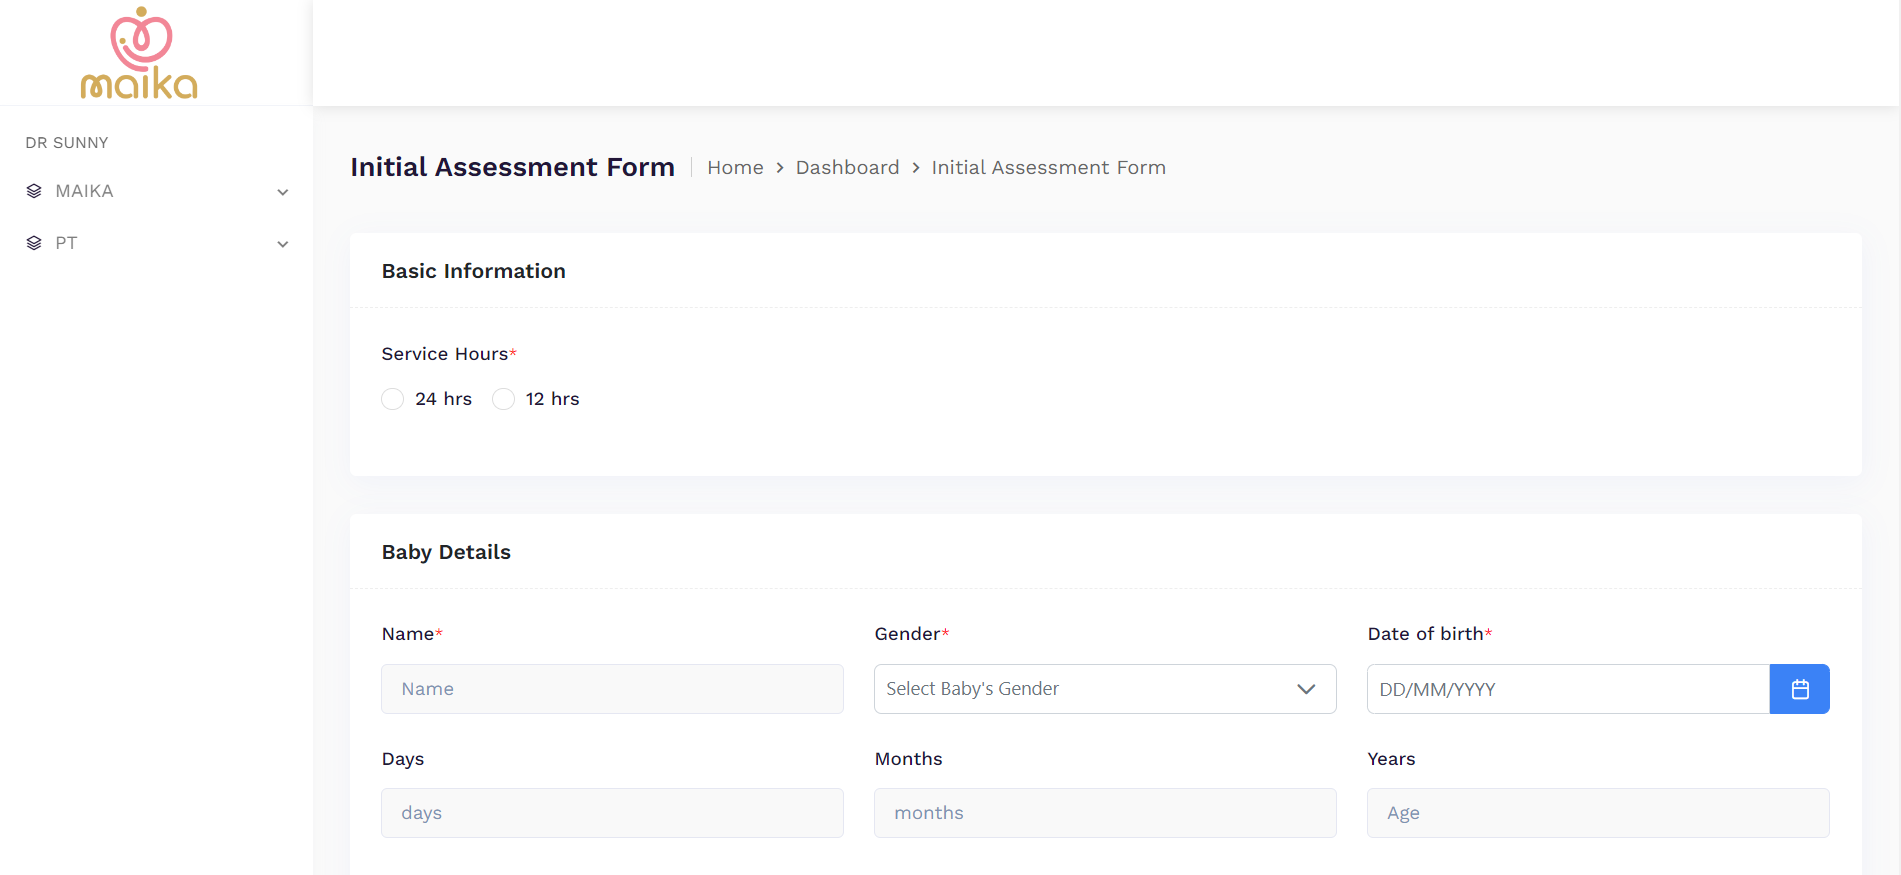 maika
DR SUNNY
MAIKA
PT
Initial Assessment Form
Home > Dashboard > Initial Assessment Form
Basic Information
Service Hours*
24 hrs 12 hrs
Baby Details
Name* Gender* Date of birth*
Name Select Baby's Gender DD/MM/YYYY
Days Months Years
days months Age